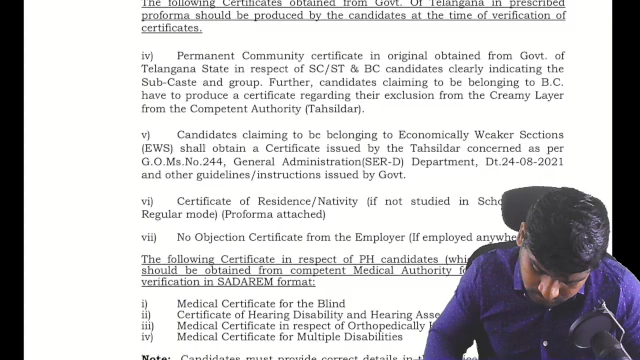 The following Certificates obtained from Govt. Of Telangana in prescribed
proforma should be produced by the candidates at the time of verification of
certificates.
iv) Permanent Community certificate in original obtained from Govt. of
Telangana State in respect of SC/ST & BC candidates clearly indicating the
Sub-Caste and group. Further, candidates claiming to be belonging to B.C.
have to produce a certificate regarding their exclusion from the Creamy Layer
from the Competent Authority (Tahsildar).
v) Candidates claiming to be belonging to Economically Weaker Sections
(EWS) shall obtain a Certificate issued by the Tahsildar concerned as per
G.O.Ms.No.244, General Administration(SER-D) Department, Dt.24-08-2021
and other guidelines/instructions issued by Govt.
vi) Certificate of Residence/Nativity (if not studied in
Regular mode) (Proforma attached)
vii) No Objection Certificate from the Employer (If employed
The following Certificate in respect of PH candidates
should be obtained from competent Medical Authority
verification in SADAREM format:
i) Medical Certificate for the Blind
ii) Certificate of Hearing Disability and Hearing
iii) Medical Certificate in respect of Orthopedically
iv) Medical Certificate for Multiple Disabilities
Note: Candidates must provide correct details in